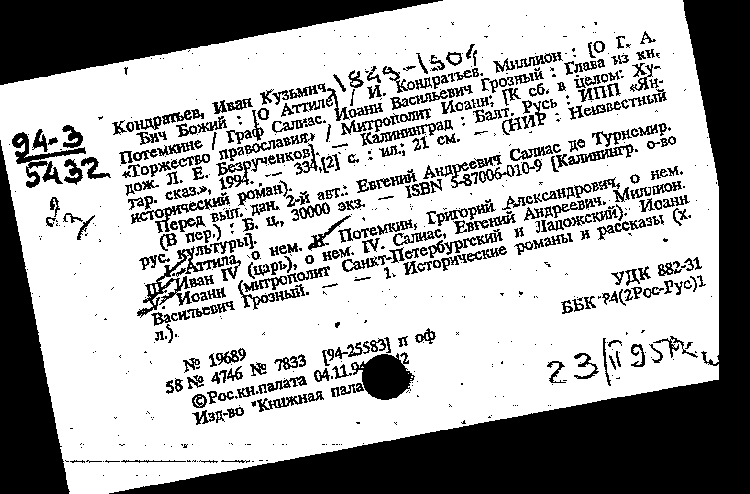 94-3
5432
Кондратьев, Иван Кузьмич, 1849-1904
Бич Божий : [О Аттиле] / И. Кондратьев. Миллион : [О Г. А.
Потемкине / Граф Салиас. Иоанн Васильевич Грозный : Глава из кн.
«Торжество православия» / Митрополит Иоанн; [К сб. в целом: Ху-
дож. Л. Е. Безрученков]. — Калининград : Балт. Русь : ИПП «Ян-
тар. сказ.», 1994. — 334,[2] с. : ил.; 21 см. — (НИР : Неизвестный
исторический роман).
Перед вып. дан. 2-й авт.: Евгений Андреевич Салиас де Турнемир.
(В пер.) : Б. ц., 30000 экз. — ISBN 5-87006-010-9 [Калинингр. о-во
рус. культуры].
I. Аттила, о нем. II. Потемкин, Григорий Александрович, о нем.
III. Иван IV (царь), о нем. IV. Салиас, Евгений Андреевич. Миллион.
V. Иоанн (митрополит Санкт-Петербургский и Ладожский). Иоанн
Васильевич Грозный. — — 1. Исторические романы и рассказы (х.
л.).
УДК 882-31
ББК 84(2Рос-Рус)1
№ 19689
58 № 4746 № 7833 [94-25583] п оф
©Рос.кн.палата 04.11.94
Изд-во "Книжная пала
23/II 95